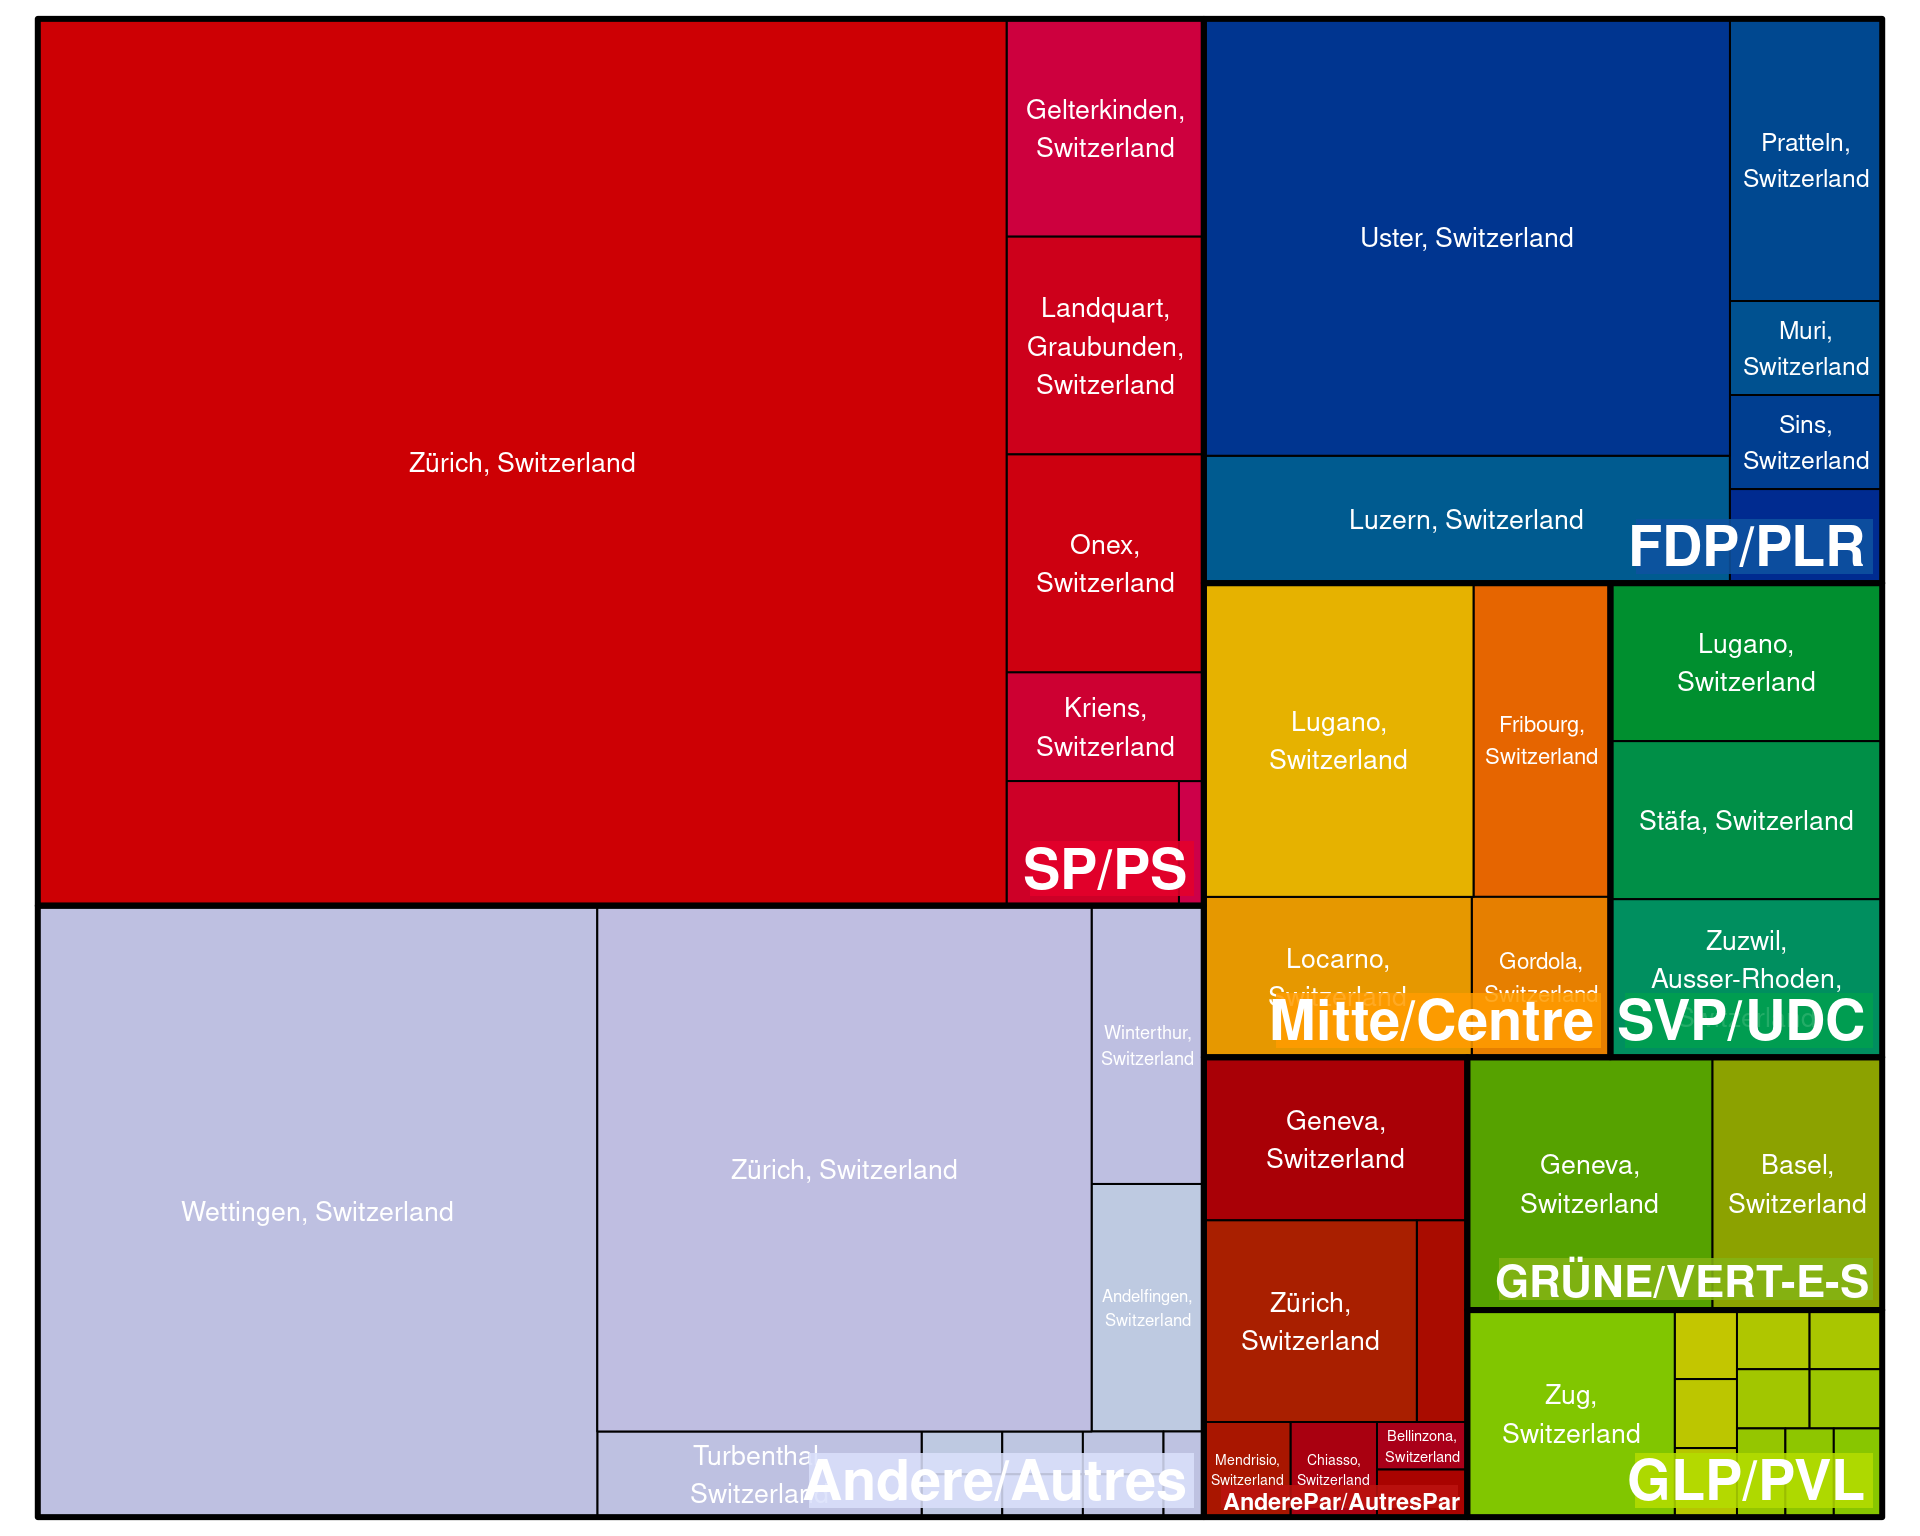 Zürich, Switzerland
Gelterkinden,
Switzerland
Landquart,
Graubunden,
Switzerland
Onex,
Switzerland
Kriens,
Switzerland
SP/PS
Uster, Switzerland
Pratteln,
Switzerland
Muri,
Switzerland
Sins,
Switzerland
Luzern, Switzerland
FDP/PLR
Lugano,
Switzerland
Fribourg,
Switzerland
Locarno,
Switzerland
Gordola,
Switzerland
Mitte/Centre
Lugano,
Switzerland
Stäfa, Switzerland
Zuzwil,
Ausser-Rhoden,
SVP/UDC
Wettingen, Switzerland
Zürich, Switzerland
Winterthur,
Switzerland
Andelfingen,
Switzerland
Turbenthal
Switzerland
Andere/Autres
Geneva,
Switzerland
Zürich,
Switzerland
Mendrisio,
Switzerland
Chiasso,
Switzerland
Bellinzona,
Switzerland
AnderePar/AutresPar
Geneva,
Switzerland
Basel,
Switzerland
GRÜNE/VERT-E-S
Zug,
Switzerland
GLP/PVL